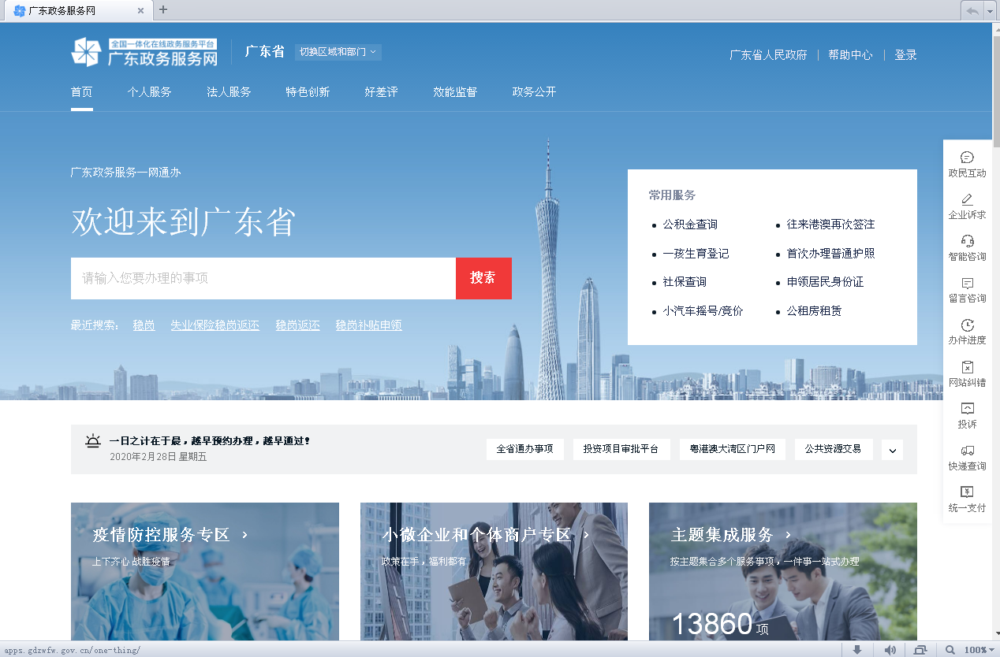 广东政务服务网
全国一体化在线政务服务平台
广东政务服务网
广东省
切换区域和部门
广东省人民政府
帮助中心
登录
首页
个人服务
法人服务
特色创新
好差评
效能监督
政务公开
广东政务服务一网通办
欢迎来到广东省
请输入您要办理的事项
搜索
最近搜索： 稳岗 失业保险稳岗返还 稳岗返还 稳岗补贴申领
常用服务
公积金查询
往来港澳再次签注
一孩生育登记
首次办理普通护照
社保查询
申领居民身份证
小汽车摇号/竞价
公租房租赁
政民互动
企业诉求
智能咨询
留言咨询
办件进度
网站纠错
投诉
快递查询
统一支付
一日之计在于晨，越早预约办理，越早通过！
2020年2月28日 星期五
全省通办事项
投资项目审批平台
粤港澳大湾区门户网
公共资源交易
疫情防控服务专区
上下齐心 战胜疫情
小微企业和个体商户专区
政策在手，福利都有
主题集成服务
按主题集合多个服务事项，一件事一站式办理
13860项
apps.gdzwfw.gov.cn/one-thing/
100%